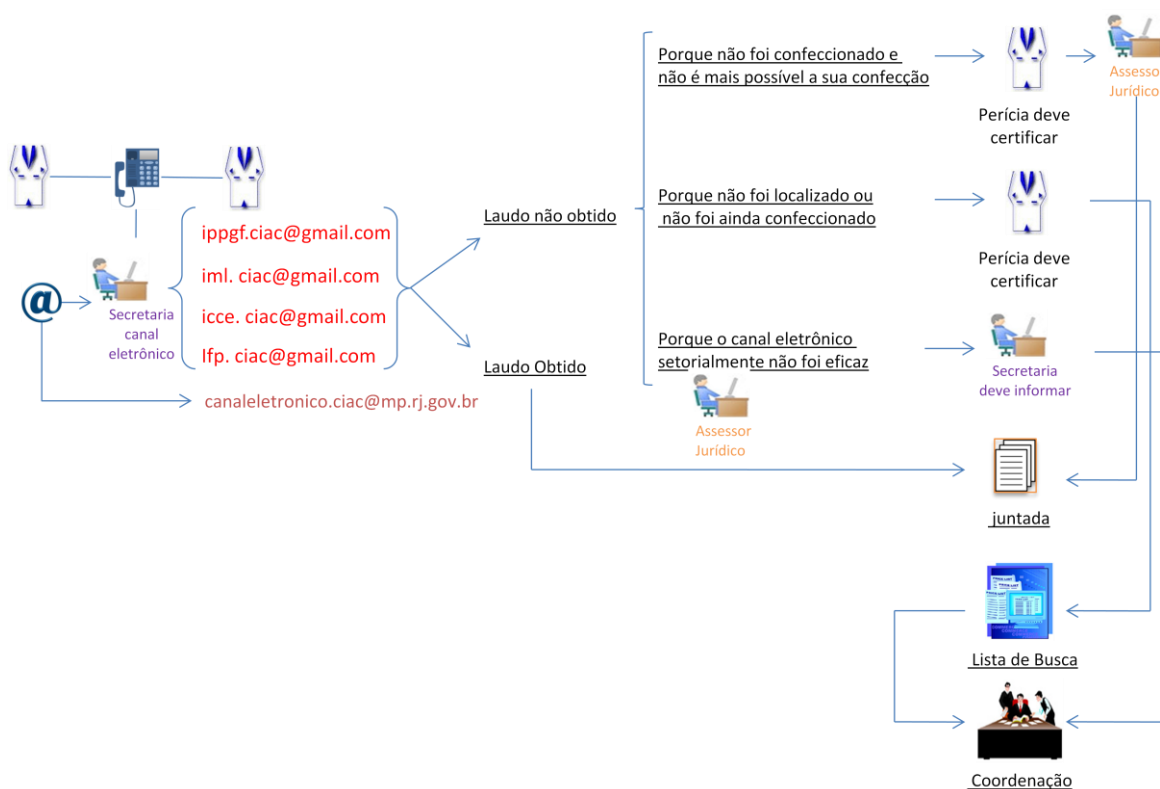 Porque não foi confeccionado e
não é mais possível a sua confecção
Perícia deve
certificar
Assessor
Jurídico
Porque não foi localizado ou
não foi ainda confeccionado
Perícia deve
certificar
Laudo não obtido
ippgf.ciac@gmail.com
iml. ciac@gmail.com
icce. ciac@gmail.com
lfp. ciac@gmail.com
@
Secretaria
canal
eletrônico
canaleletronico.ciac@mp.rj.gov.br
Laudo Obtido
Porque o canal eletrônico
setorialmente não foi eficaz
Secretaria
deve informar
Assessor
Jurídico
juntada
Lista de Busca
Coordenação